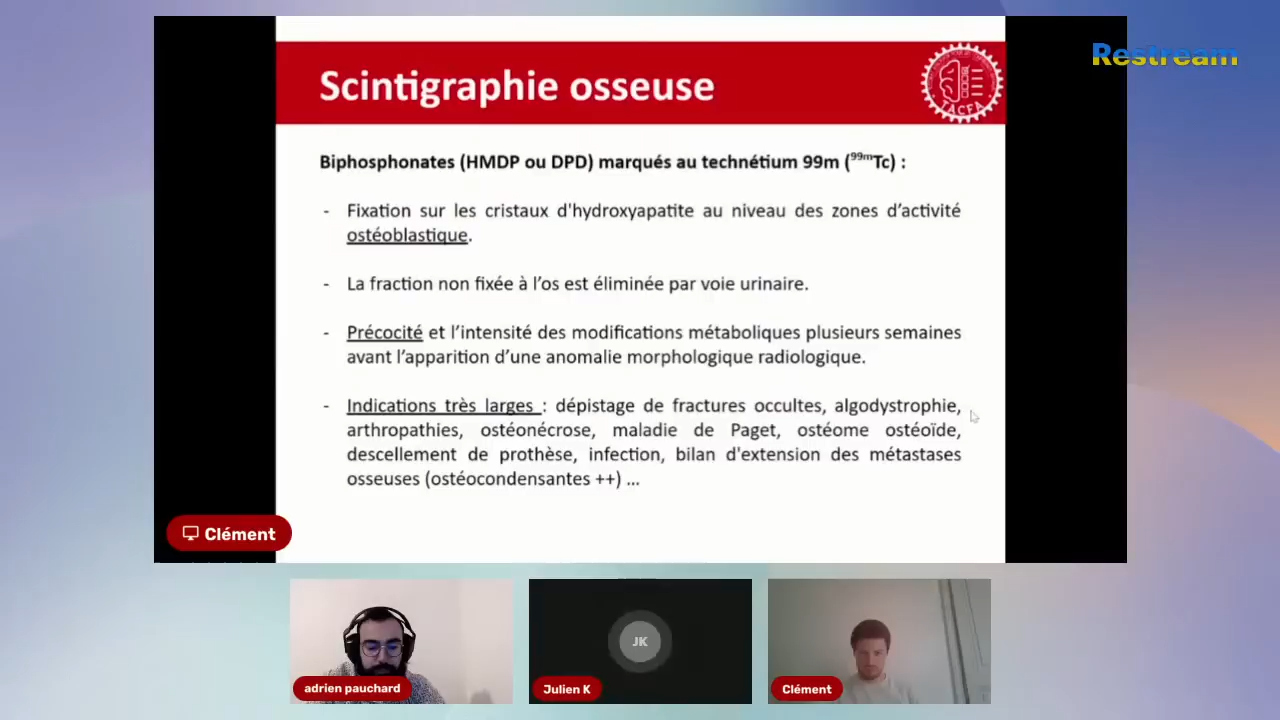 Restream
Scintigraphie osseuse
TACFA
Biphosphonates (HMDP ou DPD) marqués au technétium 99m (99mTc) :
- Fixation sur les cristaux d'hydroxyapatite au niveau des zones d'activité
ostéoblastique.
- La fraction non fixée à l'os est éliminée par voie urinaire.
- Précocité et l'intensité des modifications métaboliques plusieurs semaines
avant l'apparition d'une anomalie morphologique radiologique.
- Indications très larges : dépistage de fractures occultes, algodystrophie,
arthropathies, ostéonécrose, maladie de Paget, ostéome ostéoïde,
descellement de prothèse, infection, bilan d'extension des métastases
osseuses (ostéocondensantes ++) ...
Clément
JK
adrien pauchard
Julien K
Clément